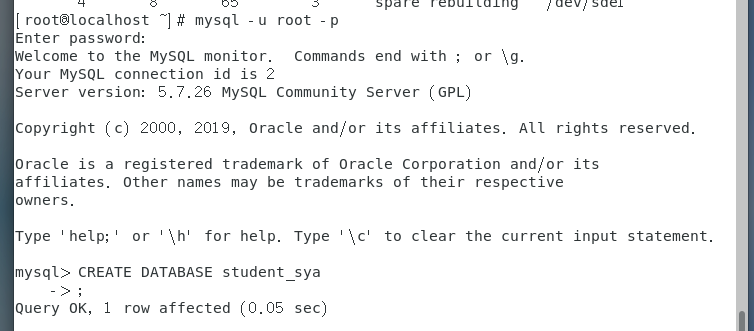 4 8 65 3 spare rebuilding /dev/sde1
[root@localhost ~]# mysql -u root -p
Enter password:
Welcome to the MySQL monitor.  Commands end with ; or \g.
Your MySQL connection id is 2
Server version: 5.7.26 MySQL Community Server (GPL)
Copyright (c) 2000, 2019, Oracle and/or its affiliates. All rights reserved.
Oracle is a registered trademark of Oracle Corporation and/or its
affiliates. Other names may be trademarks of their respective
owners.
Type 'help;' or '\h' for help. Type '\c' to clear the current input statement.
mysql> CREATE DATABASE student_sya
    -> ;
Query OK, 1 row affected (0.05 sec)